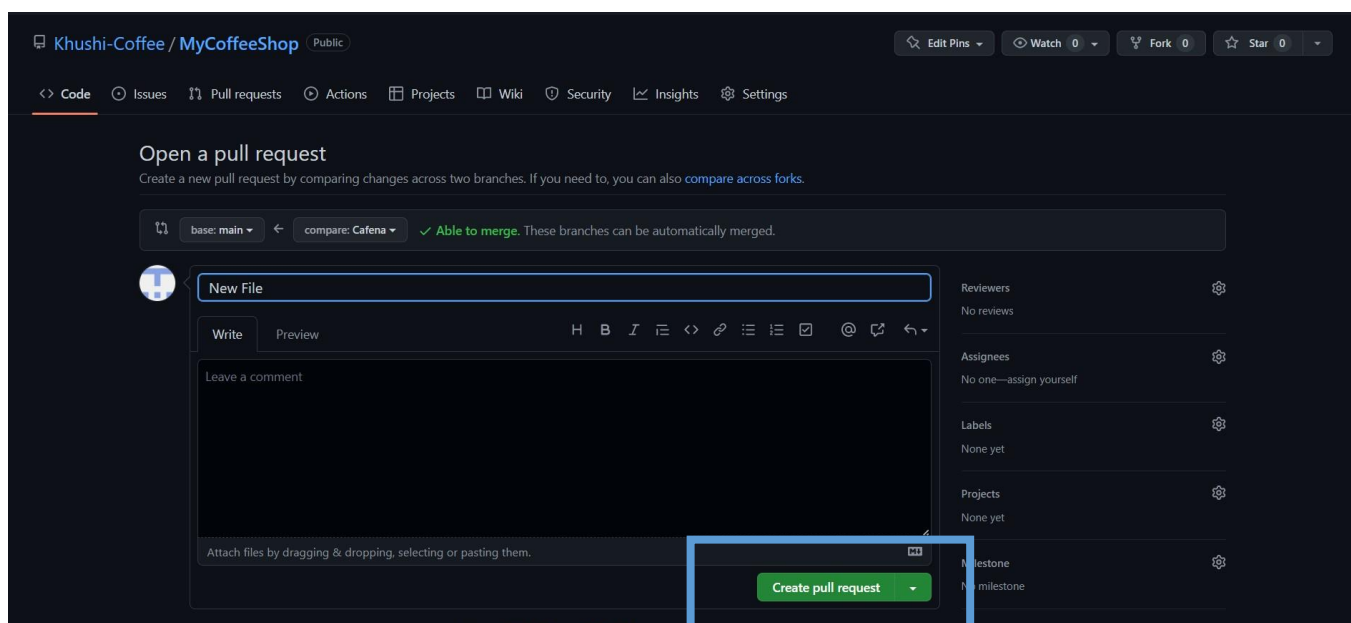 Khushi-Coffee / MyCoffeeShop Public
Edit Pins Watch 0 Fork 0 Star 0
<> Code Issues Pull requests Actions Projects Wiki Security Insights Settings
Open a pull request
Create a new pull request by comparing changes across two branches. If you need to, you can also compare across forks.
base: main ← compare: Cafena ✓ Able to merge. These branches can be automatically merged.
New File
Write Preview H B I <> @
Leave a comment
Attach files by dragging & dropping, selecting or pasting them.
Create pull request
Reviewers
No reviews
Assignees
No one—assign yourself
Labels
None yet
Projects
None yet
Milestone
No milestone